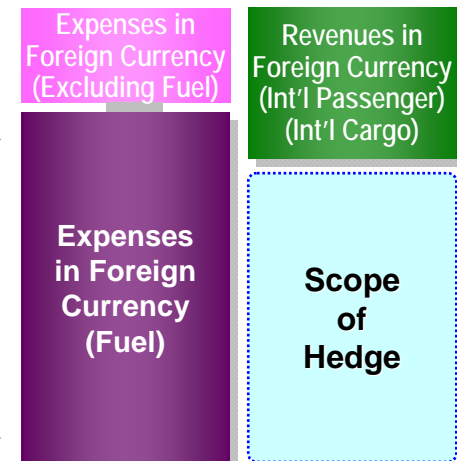 Expenses in
Foreign Currency
(Excluding Fuel)
Revenues in
Foreign Currency
(Int'l Passenger)
(Int'l Cargo)
Expenses
in Foreign
Currency
(Fuel)
Scope
of
Hedge